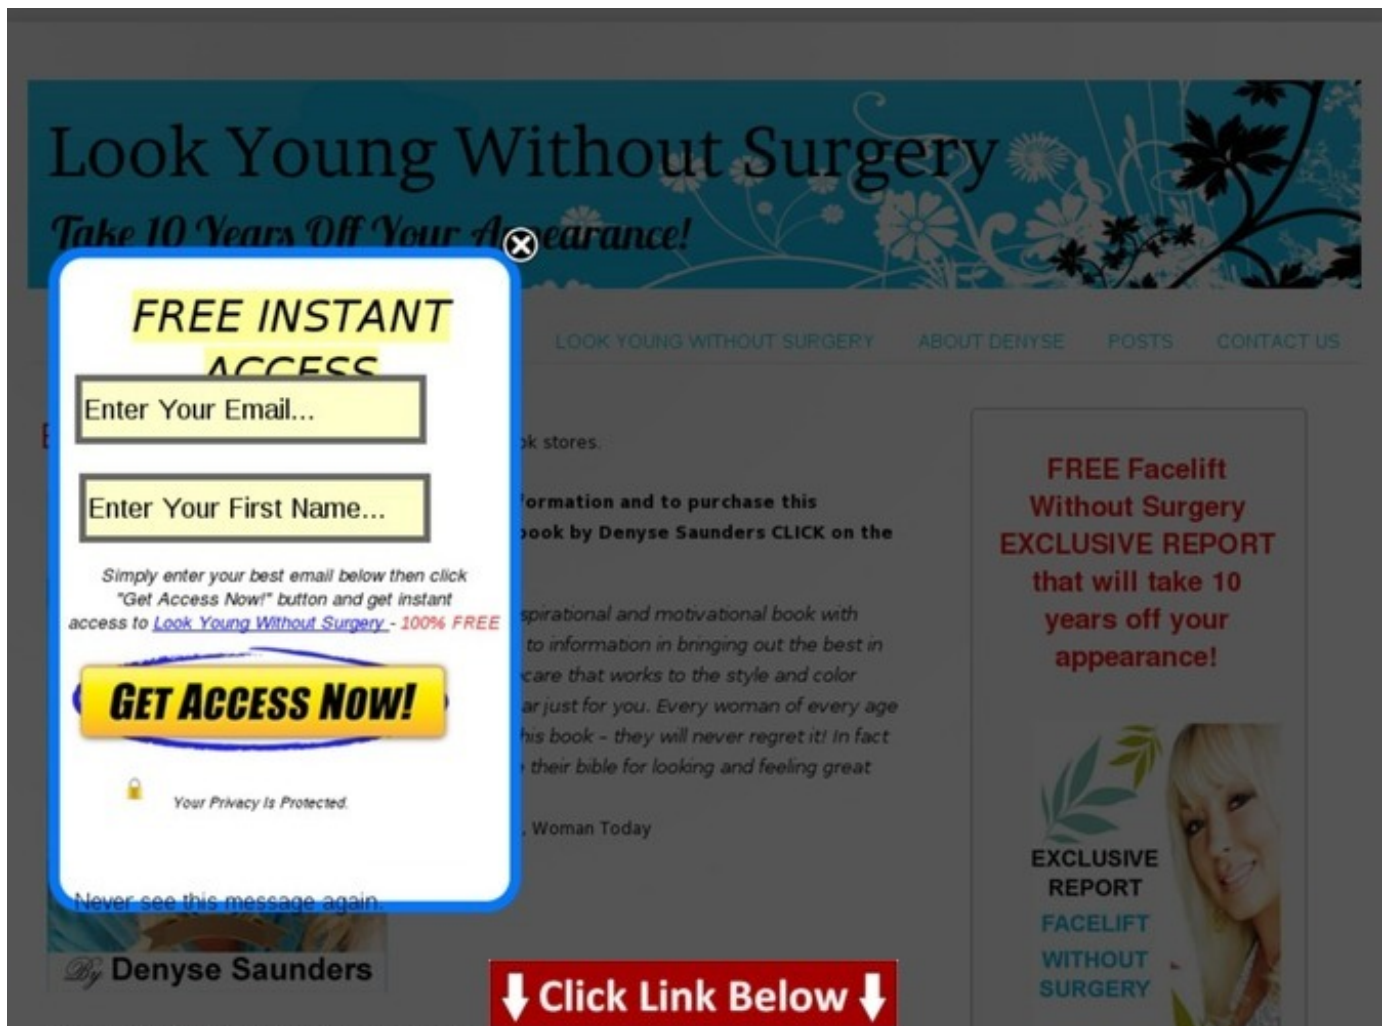 Look Young Without Surgery
Take 10 Years Off Your Appearance!
LOOK YOUNG WITHOUT SURGERY ABOUT DENYSE POSTS CONTACT US
FREE INSTANT
ACCESS
Enter Your Email...
Enter Your First Name...
Simply enter your best email below then click
"Get Access Now!" button and get instant
access to Look Young Without Surgery - 100% FREE
GET ACCESS NOW!
Your Privacy Is Protected.
Never see this message again.
stores.
and to purchase this
by Denyse Saunders CLICK on the
and motivational book with
to information in bringing out the best in
that works to the style and color
just for you. Every woman of every age
book – they will never regret it! In fact
their bible for looking and feeling great
, Woman Today
By Denyse Saunders
FREE Facelift
Without Surgery
EXCLUSIVE REPORT
that will take 10
years off your
appearance!
EXCLUSIVE
REPORT
FACELIFT
WITHOUT
SURGERY
Click Link Below